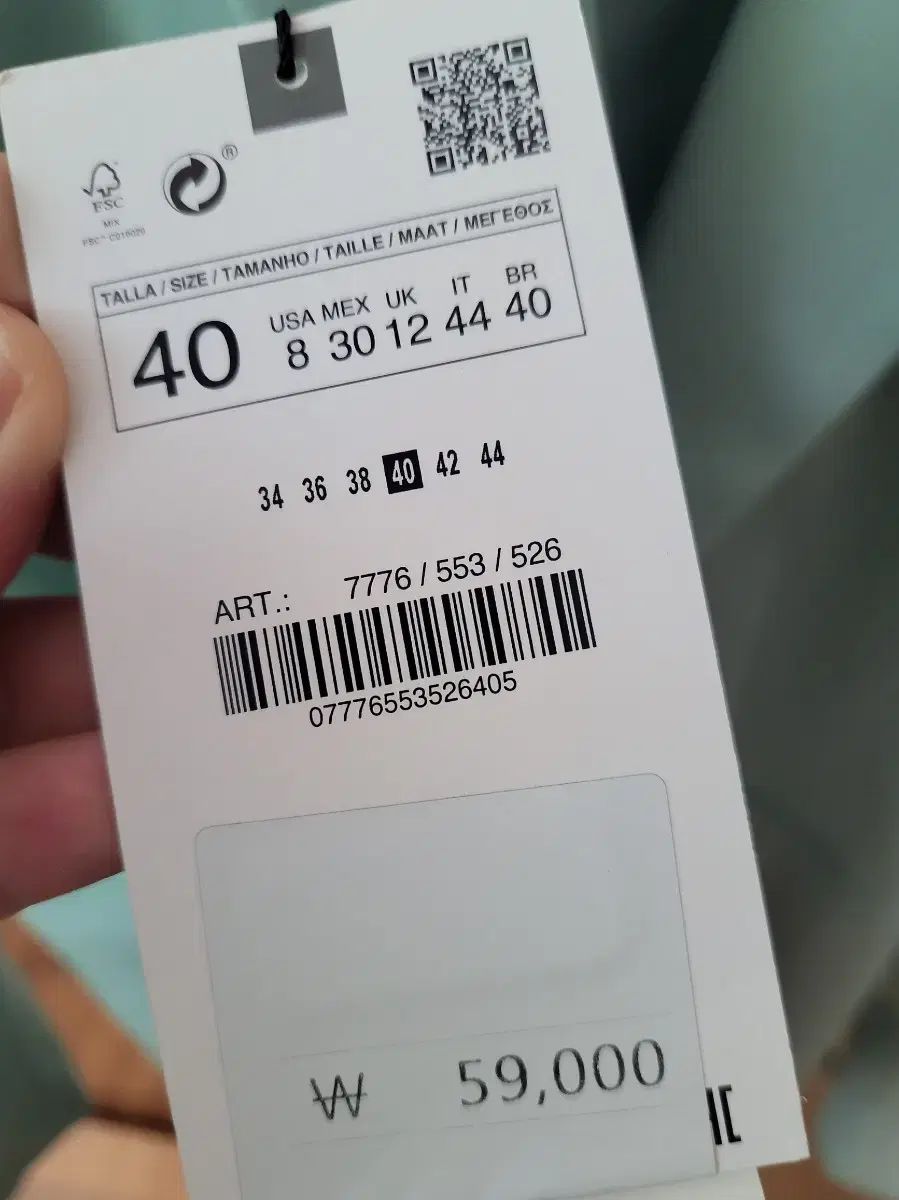 ®
FSC
MIX
TALLA / SIZE / TAMANHO / TAILLE / MAAT / ΜΕΓΕΘΟΣ
40 USA MEX UK IT BR
8 30 12 44 40
34 36 38 40 42 44
ART.: 7776 / 553 / 526
07776553526405
₩ 59,000